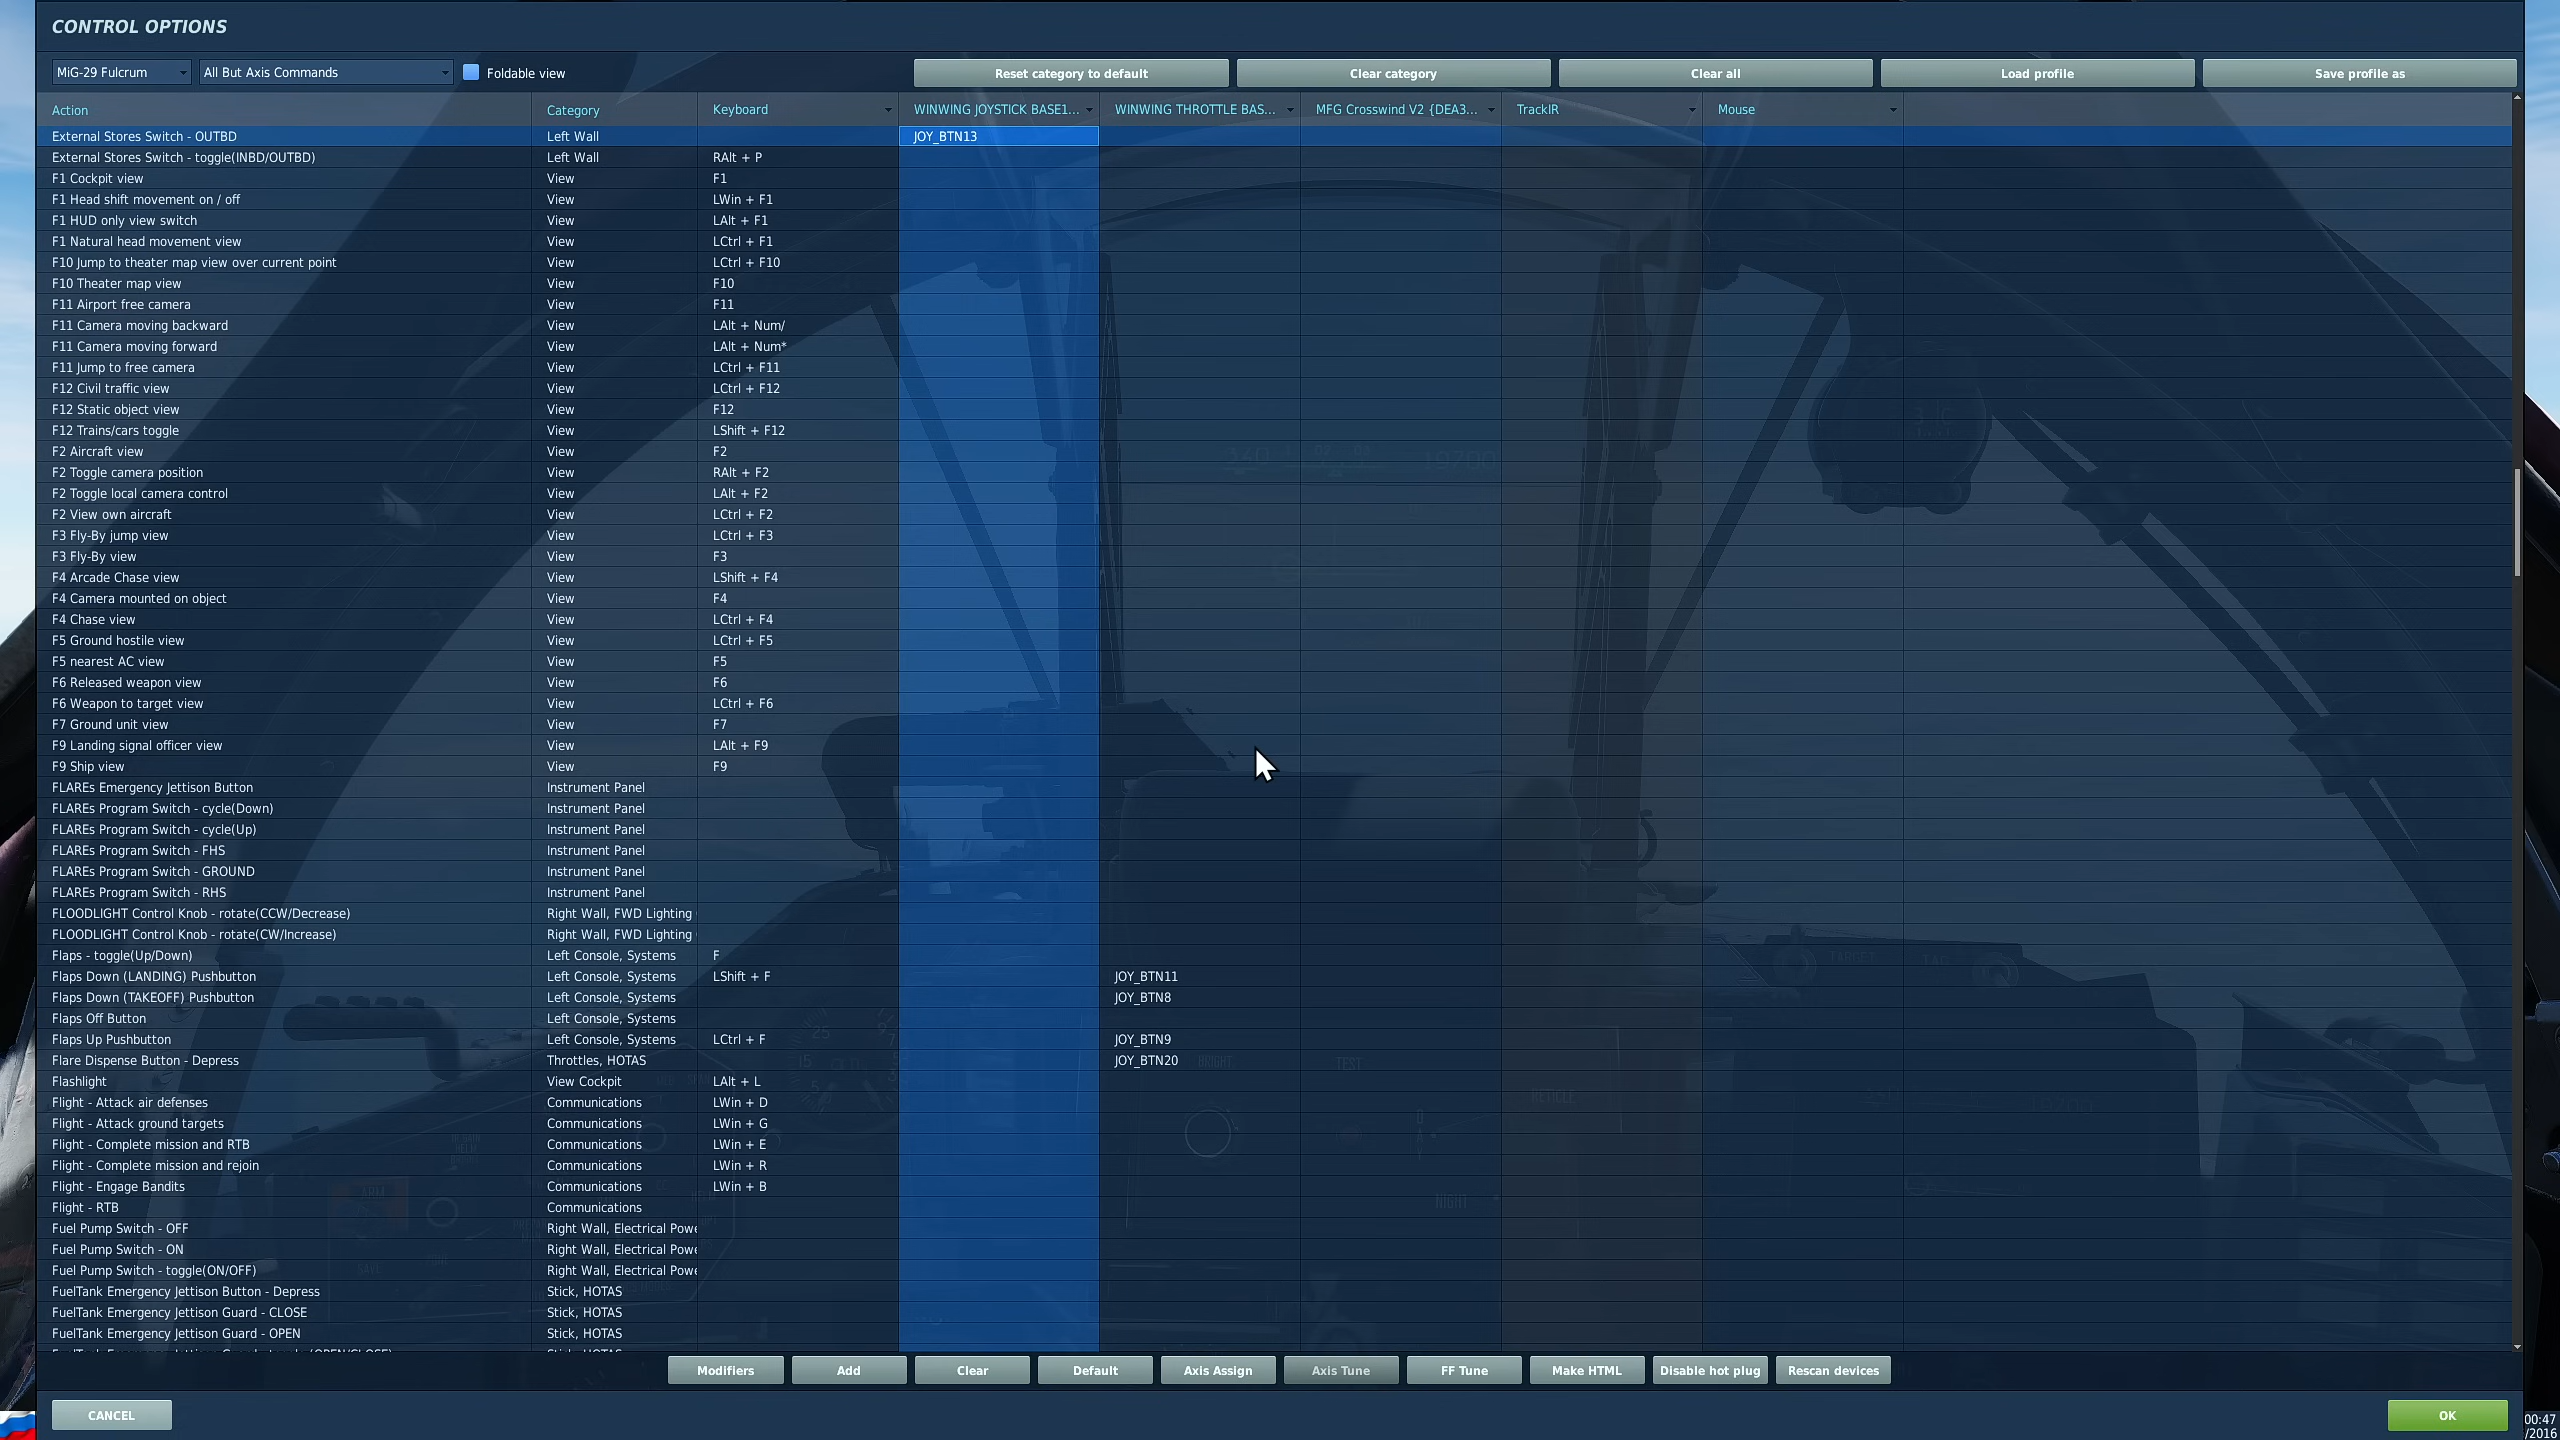 CONTROL OPTIONS
MiG-29 Fulcrum All But Axis Commands Foldable view Reset category to default Clear category Clear all Load profile Save profile as
Action Category Keyboard WINWING JOYSTICK BASE1... WINWING THROTTLE BAS... MFG Crosswind V2 {DEA3... TrackIR Mouse
External Stores Switch - OUTBD Left Wall JOY_BTN13
External Stores Switch - toggle(INBD/OUTBD) Left Wall RAlt + P
F1 Cockpit view View F1
F1 Head shift movement on / off View LWin + F1
F1 HUD only view switch View LAlt + F1
F1 Natural head movement view View LCtrl + F1
F10 Jump to theater map view over current point View LCtrl + F10
F10 Theater map view View F10
F11 Airport free camera View F11
F11 Camera moving backward View LAlt + Num/
F11 Camera moving forward View LAlt + Num*
F11 Jump to free camera View LCtrl + F11
F12 Civil traffic view View LCtrl + F12
F12 Static object view View F12
F12 Trains/cars toggle View LShift + F12
F2 Aircraft view View F2
F2 Toggle camera position View RAlt + F2
F2 Toggle local camera control View LAlt + F2
F2 View own aircraft View LCtrl + F2
F3 Fly-By jump view View LCtrl + F3
F3 Fly-By view View F3
F4 Arcade Chase view View LShift + F4
F4 Camera mounted on object View F4
F4 Chase view View LCtrl + F4
F5 Ground hostile view View LCtrl + F5
F5 nearest AC view View F5
F6 Released weapon view View F6
F6 Weapon to target view View LCtrl + F6
F7 Ground unit view View F7
F9 Landing signal officer view View LAlt + F9
F9 Ship view View F9
FLAREs Emergency Jettison Button Instrument Panel
FLAREs Program Switch - cycle(Down) Instrument Panel
FLAREs Program Switch - cycle(Up) Instrument Panel
FLAREs Program Switch - FHS Instrument Panel
FLAREs Program Switch - GROUND Instrument Panel
FLAREs Program Switch - RHS Instrument Panel
FLOODLIGHT Control Knob - rotate(CCW/Decrease) Right Wall, FWD Lighting
FLOODLIGHT Control Knob - rotate(CW/Increase) Right Wall, FWD Lighting
Flaps - toggle(Up/Down) Left Console, Systems F
Flaps Down (LANDING) Pushbutton Left Console, Systems LShift + F JOY_BTN11
Flaps Down (TAKEOFF) Pushbutton Left Console, Systems JOY_BTN8
Flaps Off Button Left Console, Systems
Flaps Up Pushbutton Left Console, Systems LCtrl + F JOY_BTN9
Flare Dispense Button - Depress Throttles, HOTAS JOY_BTN20
Flashlight View Cockpit LAlt + L
Flight - Attack air defenses Communications LWin + D
Flight - Attack ground targets Communications LWin + G
Flight - Complete mission and RTB Communications LWin + E
Flight - Complete mission and rejoin Communications LWin + R
Flight - Engage Bandits Communications LWin + B
Flight - RTB Communications
Fuel Pump Switch - OFF Right Wall, Electrical Powe
Fuel Pump Switch - ON Right Wall, Electrical Powe
Fuel Pump Switch - toggle(ON/OFF) Right Wall, Electrical Powe
FuelTank Emergency Jettison Button - Depress Stick, HOTAS
FuelTank Emergency Jettison Guard - CLOSE Stick, HOTAS
FuelTank Emergency Jettison Guard - OPEN Stick, HOTAS
Modifiers Add Clear Default Axis Assign Axis Tune FF Tune Make HTML Disable hot plug Rescan devices
CANCEL OK
00:47
/2016